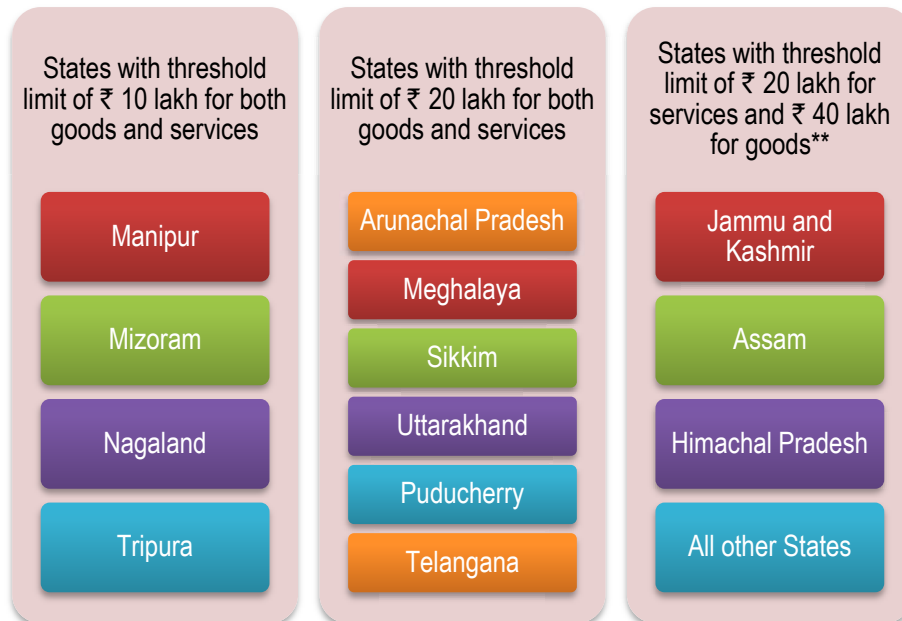 States with threshold
limit of ₹ 10 lakh for both
goods and services
Manipur
Mizoram
Nagaland
Tripura
States with threshold
limit of ₹ 20 lakh for both
goods and services
Arunachal Pradesh
Meghalaya
Sikkim
Uttarakhand
Puducherry
Telangana
States with threshold
limit of ₹ 20 lakh for
services and ₹ 40 lakh
for goods**
Jammu and
Kashmir
Assam
Himachal Pradesh
All other States